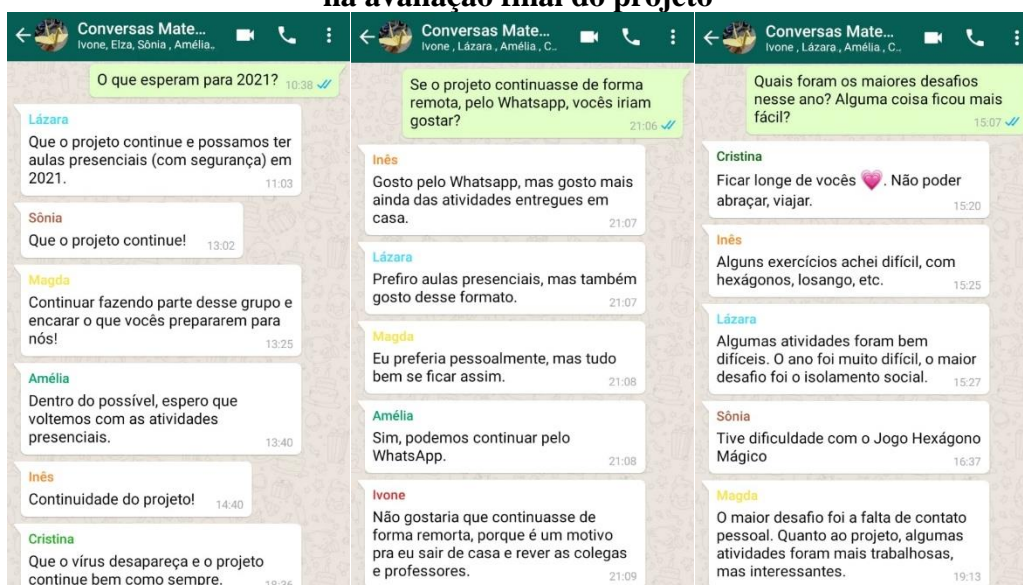 na avaliação final do projeto
Conversas Mate...
Ivone, Elza, Sônia , Amélia..
O que esperam para 2021? 10:38
Lázara
Que o projeto continue e possamos ter
aulas presenciais (com segurança) em
2021. 11:03
Sônia
Que o projeto continue! 13:02
Magda
Continuar fazendo parte desse grupo e
encarar o que vocês prepararem para
nós! 13:25
Amélia
Dentro do possível, espero que
voltemos com as atividades
presenciais. 13:40
Inês
Continuidade do projeto! 14:40
Cristina
Que o vírus desapareça e o projeto
continue bem como sempre. 18:36
Conversas Mate...
Ivone , Lázara , Amélia , C..
Se o projeto continuasse de forma
remota, pelo Whatsapp, vocês iriam
gostar? 21:06
Inês
Gosto pelo Whatsapp, mas gosto mais
ainda das atividades entregues em
casa. 21:07
Lázara
Prefiro aulas presenciais, mas também
gosto desse formato. 21:07
Magda
Eu preferia pessoalmente, mas tudo
bem se ficar assim. 21:08
Amélia
Sim, podemos continuar pelo
WhatsApp. 21:08
Ivone
Não gostaria que continuasse de
forma remorta, porque é um motivo
pra eu sair de casa e rever as colegas
e professores. 21:09
Conversas Mate...
Ivone , Lázara , Amélia , C..
Quais foram os maiores desafios
nesse ano? Alguma coisa ficou mais
fácil? 15:07
Cristina
Ficar longe de vocês 💗. Não poder
abraçar, viajar. 15:20
Inês
Alguns exercícios achei difícil, com
hexágonos, losango, etc. 15:25
Lázara
Algumas atividades foram bem
difíceis. O ano foi muito difícil, o maior
desafio foi o isolamento social. 15:27
Sônia
Tive dificuldade com o Jogo Hexágono
Mágico 16:37
Magda
O maior desafio foi a falta de contato
pessoal. Quanto ao projeto, algumas
atividades foram mais trabalhosas,
mas interessantes. 19:13